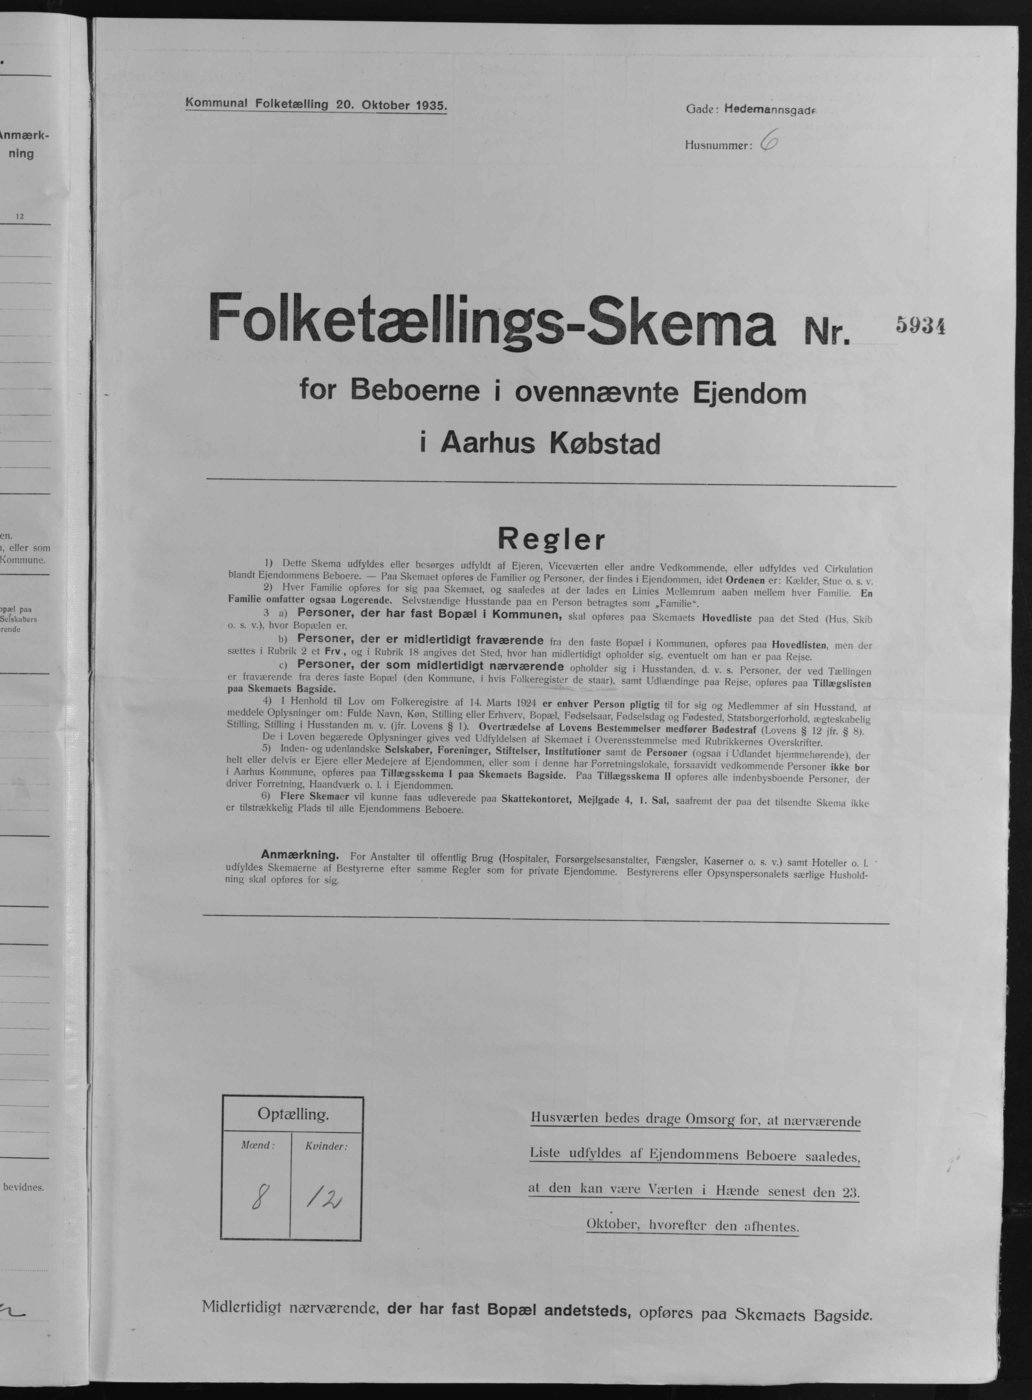 Anmærk-
ning
12
en.
, eller som
Kommune.
opæl paa
Selskabers
rende
bevidnes.
Kommunal Folketælling 20. Oktober 1935.
Gade: Hedemannsgade
Husnummer: 6
Folketællings-Skema Nr. 5934
for Beboerne i ovennævnte Ejendom
i Aarhus Købstad
Regler
1) Dette Skema udfyldes eller besørges udfyldt af Ejeren, Viceværten eller andre Vedkommende, eller udfyldes ved Cirkulation
blandt Ejendommens Beboere. — Paa Skemaet opføres de Familier og Personer, der findes i Ejendommen, idet Ordenen er: Kælder, Stue o. s. v.
2) Hver Familie opføres for sig paa Skemaet, og saaledes at der lades en Linies Mellemrum aaben mellem hver Familie. En
Familie omfatter ogsaa Logerende. Selvstændige Husstande paa en Person betragtes som „Familie“.
3 a) Personer, der har fast Bopæl i Kommunen, skal opføres paa Skemaets Hovedliste paa det Sted (Hus, Skib
o. s. v.), hvor Bopælen er.
b) Personer, der er midlertidigt fraværende fra den faste Bopæl i Kommunen, opføres paa Hovedlisten, men der
sættes i Rubrik 2 et Frv., og i Rubrik 18 angives det Sted, hvor han midlertidigt opholder sig, eventuelt om han er paa Rejse.
c) Personer, der som midlertidigt nærværende opholder sig i Husstanden, d. v. s. Personer, der ved Tællingen
er fraværende fra deres faste Bopæl (den Kommune, i hvis Folkeregister de staar), samt Udlændinge paa Rejse, opføres paa Tillægslisten
paa Skemaets Bagside.
4) I Henhold til Lov om Folkeregistre af 14. Marts 1924 er enhver Person pligtig til for sig og Medlemmer af sin Husstand, at
meddele Oplysninger om: Fulde Navn, Køn, Stilling eller Erhverv, Bopæl, Fødselsaar, Fødselsdag og Fødested, Statsborgerforhold, ægteskabelig
Stilling, Stilling i Husstanden m. v. (jfr. Lovens § 1). Overtrædelse af Lovens Bestemmelser medfører Bødestraf (Lovens § 12 jfr. § 8).
De i Loven begærede Oplysninger gives ved Udfyldelsen af Skemaet i Overensstemmelse med Rubrikkernes Overskrifter.
5) Inden- og udenlandske Selskaber, Foreninger, Stiftelser, Institutioner samt de Personer (ogsaa i Udlandet hjemmehørende), der
helt eller delvis er Ejere eller Medejere af Ejendommen, eller som i denne har Forretningslokale, forsaavidt vedkommende Personer ikke bor
i Aarhus Kommune, opføres paa Tillægsskema I paa Skemaets Bagside. Paa Tillægsskema II opføres alle indenbysboende Personer, der
driver Forretning, Haandværk o. l. i Ejendommen.
6) Flere Skemaer vil kunne faas udleverede paa Skattekontoret, Mejlgade 4, 1. Sal, saafremt der paa det tilsendte Skema ikke
er tilstrækkelig Plads til alle Ejendommens Beboere.
Anmærkning. For Anstalter til offentlig Brug (Hospitaler, Forsørgelsesanstalter, Fængsler, Kaserner o. s. v.) samt Hoteller o. l.
udfyldes Skemaerne af Bestyrerne efter samme Regler som for private Ejendomme. Bestyrerens eller Opsynspersonalets særlige Hushold-
ning skal opføres for sig.
Optælling.
Mænd: Kvinder:
8 12
Husværten bedes drage Omsorg for, at nærværende
Liste udfyldes af Ejendommens Beboere saaledes,
at den kan være Værten i Hænde senest den 23.
Oktober, hvorefter den afhentes.
Midlertidigt nærværende, der har fast Bopæl andetsteds, opføres paa Skemaets Bagside.